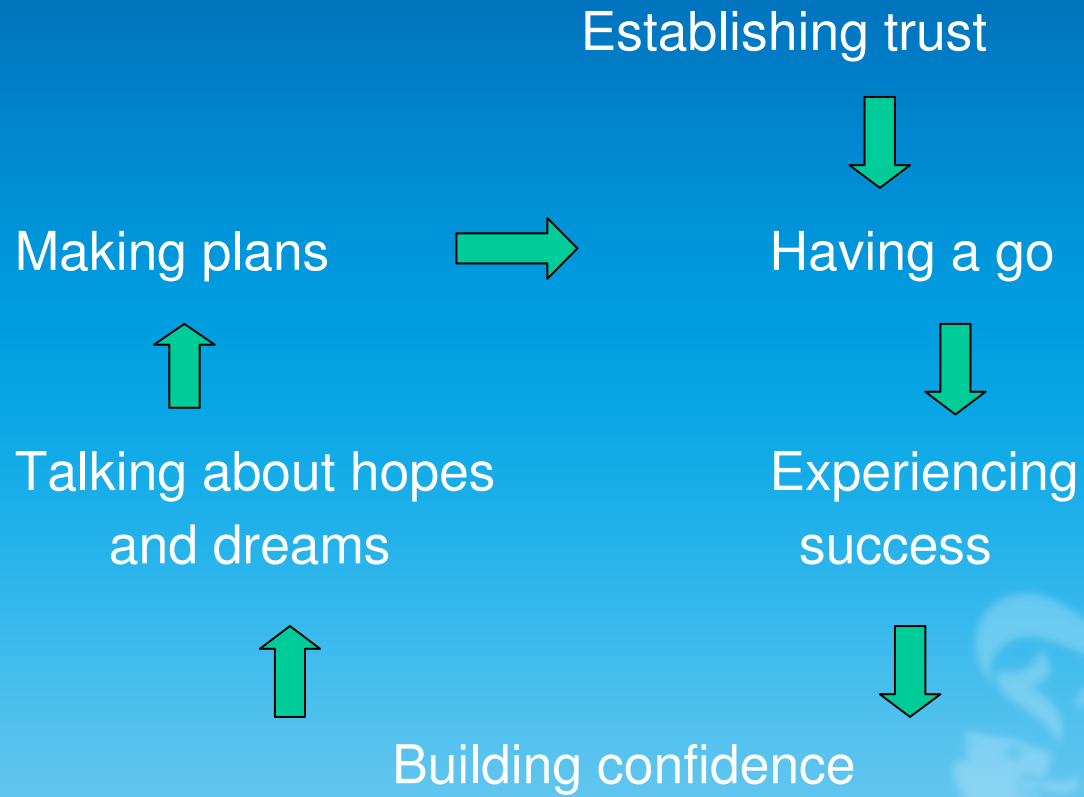 Establishing trust
Making plans
Having a go
Talking about hopes
and dreams
Experiencing
success
Building confidence